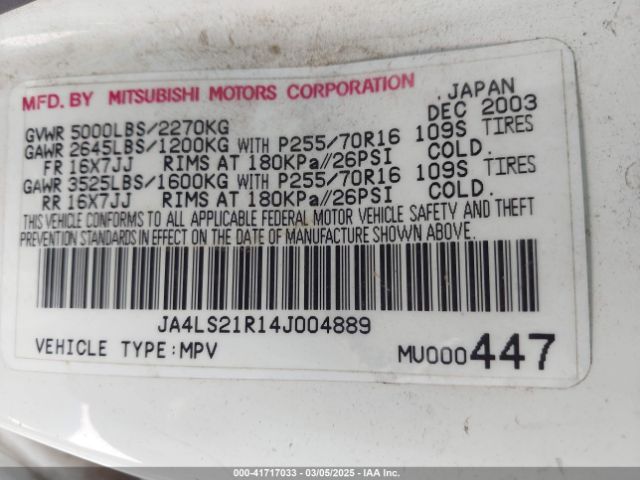 MFD. BY MITSUBISHI MOTORS CORPORATION . JAPAN
GVWR 5000LBS/2270KG DEC 2003
GAWR 2645LBS/1200KG WITH P255/70R16 109S TIRES
FR 16X7JJ RIMS AT 180KPa//26PSI COLD.
GAWR 3525LBS/1600KG WITH P255/70R16 109S TIRES
RR 16X7JJ RIMS AT 180KPa//26PSI COLD.
THIS VEHICLE CONFORMS TO ALL APPLICABLE FEDERAL MOTOR VEHICLE SAFETY AND THEFT
PREVENTION STANDARDS IN EFFECT ON THE DATE OF MANUFACTURE SHOWN ABOVE.
JA4LS21R14J004889
VEHICLE TYPE:MPV MU000447
000-41717033 — 03/05/2025 — IAA Inc.